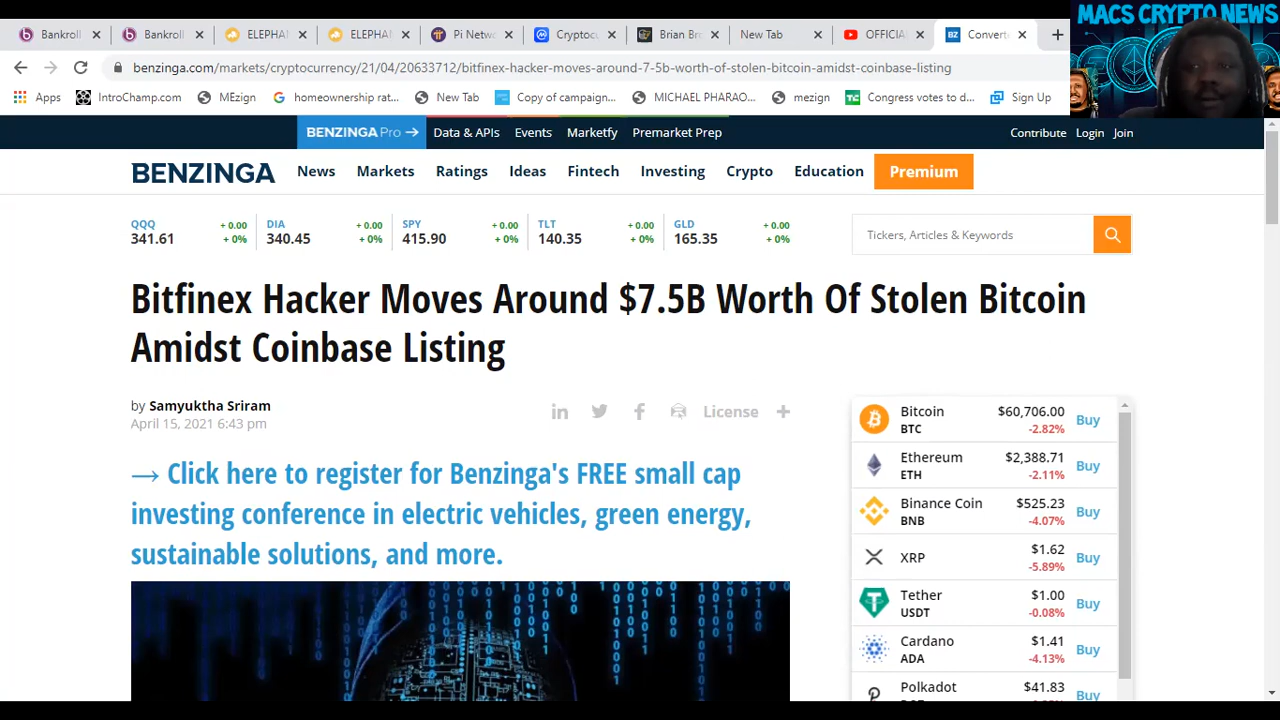 MACS CRYPTO NEWS
Bankroll
Bankroll
ELEPHA
ELEPHA
Pi Netwo
Cryptocu
Brian Bro
New Tab
OFFICIA
Converte
benzinga.com/markets/cryptocurrency/21/04/20633712/bitfinex-hacker-moves-around-7-5b-worth-of-stolen-bitcoin-amidst-coinbase-listing
Apps
IntroChamp.com
MEzign
homeownership rat...
New Tab
Copy of campaign...
MICHAEL PHARAO...
mezign
Congress votes to d...
Sign Up
BENZINGA Pro
Data & APIs
Events
Marketfy
Premarket Prep
Contribute
Login
Join
BENZINGA
News
Markets
Ratings
Ideas
Fintech
Investing
Crypto
Education
Premium
QQQ + 0.00
341.61 + 0%
DIA + 0.00
340.45 + 0%
SPY + 0.00
415.90 + 0%
TLT + 0.00
140.35 + 0%
GLD + 0.00
165.35 + 0%
Tickers, Articles & Keywords
Bitfinex Hacker Moves Around $7.5B Worth Of Stolen Bitcoin
Amidst Coinbase Listing
by Samyuktha Sriram
April 15, 2021 6:43 pm
License
→ Click here to register for Benzinga's FREE small cap
investing conference in electric vehicles, green energy,
sustainable solutions, and more.
Bitcoin $60,706.00 Buy
BTC -2.82%
Ethereum $2,388.71 Buy
ETH -2.11%
Binance Coin $525.23 Buy
BNB -4.07%
XRP $1.62 Buy
-5.89%
Tether $1.00 Buy
USDT -0.08%
Cardano $1.41 Buy
ADA -4.13%
Polkadot $41.83 Buy